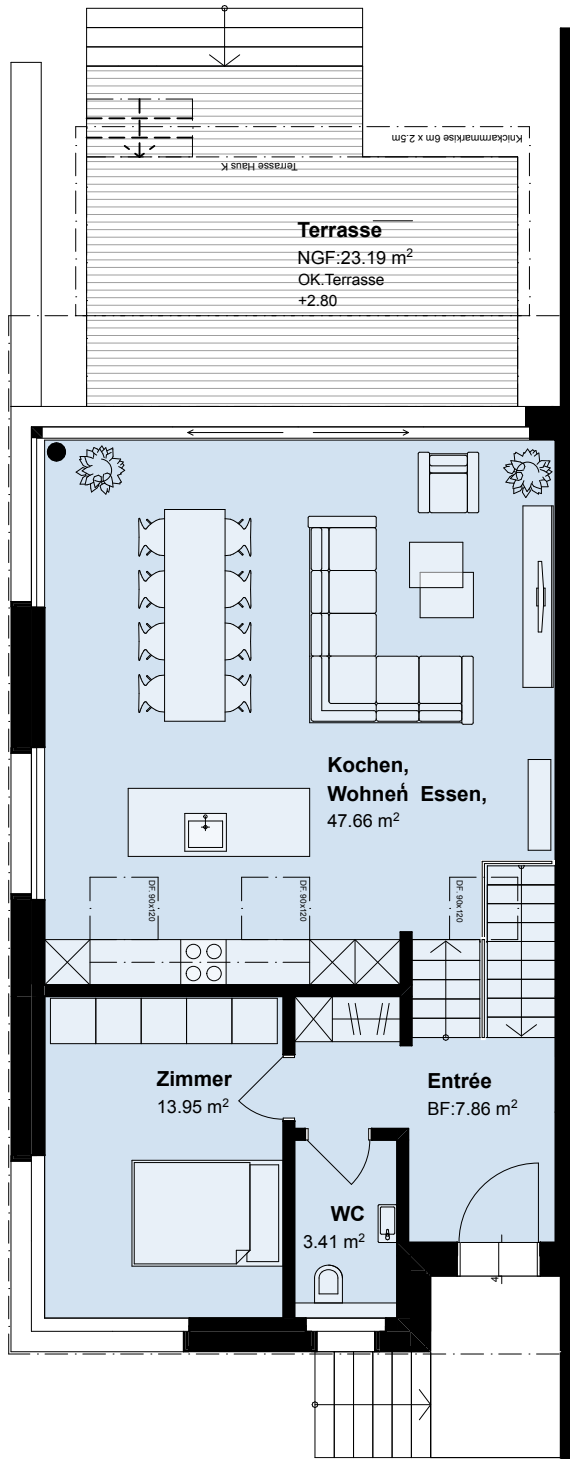 Knickarmmarkise 6m x 2.5m
Terrasse Haus K
Terrasse
NGF:23.19 m²
OK.Terrasse
+2.80
Kochen,
Wohnen Essen,
47.66 m²
DF. 90x120
DF. 90x120
DF. 90x120
Zimmer
13.95 m²
Entrée
BF:7.86 m²
WC
3.41 m²
4